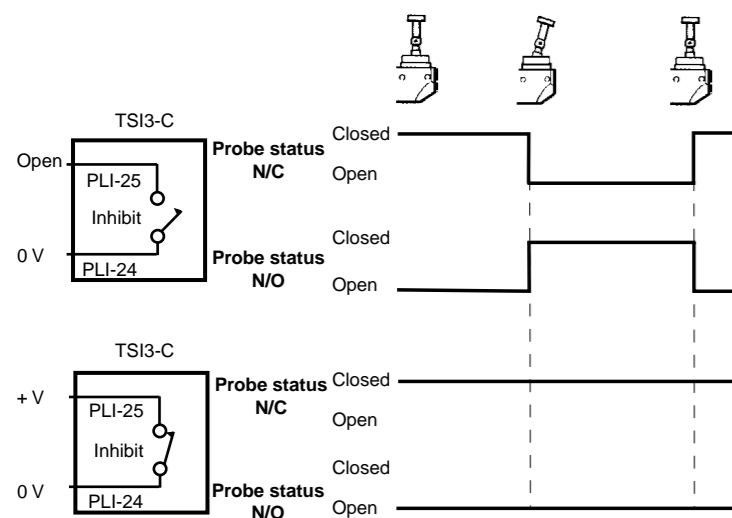 TSI3-C
Open
PLI-25
Inhibit
0 V
PLI-24
Probe status
N/C
Closed
Open
Probe status
N/O
Closed
Open
TSI3-C
+ V
PLI-25
Inhibit
0 V
PLI-24
Probe status
N/C
Closed
Open
Probe status
N/O
Closed
Open